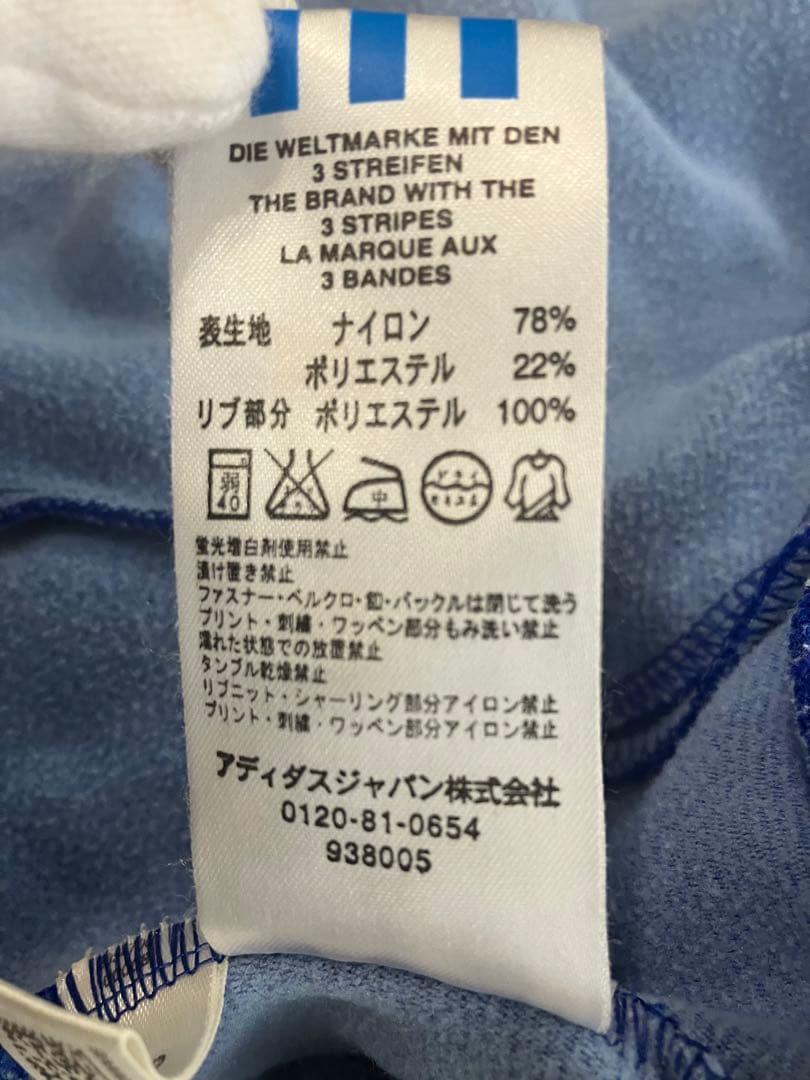 DIE WELTMARKE MIT DEN
3 STREIFEN
THE BRAND WITH THE
3 STRIPES
LA MARQUE AUX
3 BANDES
表生地 ナイロン 78%
ポリエステル 22%
リブ部分 ポリエステル 100%
弱 40 中 ドライ セキユ系
蛍光増白剤使用禁止
漬け置き禁止
ファスナー・ベルクロ・釦・バックルは閉じて洗う
プリント・刺繍・ワッペン部分もみ洗い禁止
濡れた状態での放置禁止
タンブル乾燥禁止
リブニット・シャーリング部分アイロン禁止
プリント・刺繍・ワッペン部分アイロン禁止
アディダスジャパン株式会社
0120-81-0654
938005